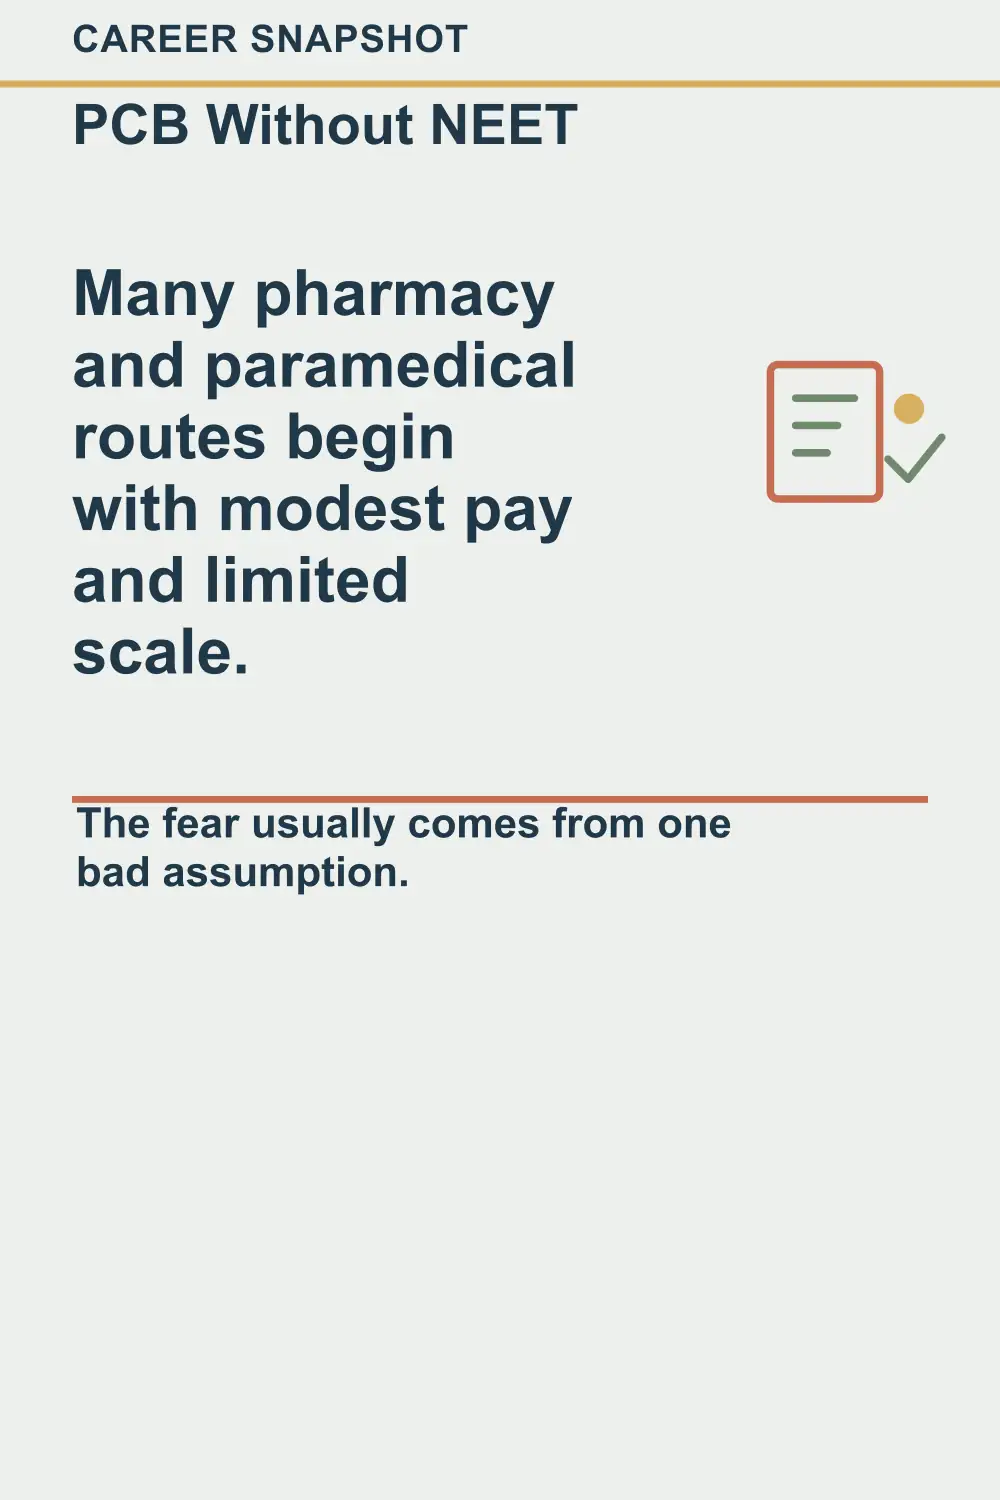 CAREER SNAPSHOT
PCB Without NEET
Many pharmacy
and paramedical
routes begin
with modest pay
and limited
scale.
The fear usually comes from one
bad assumption.